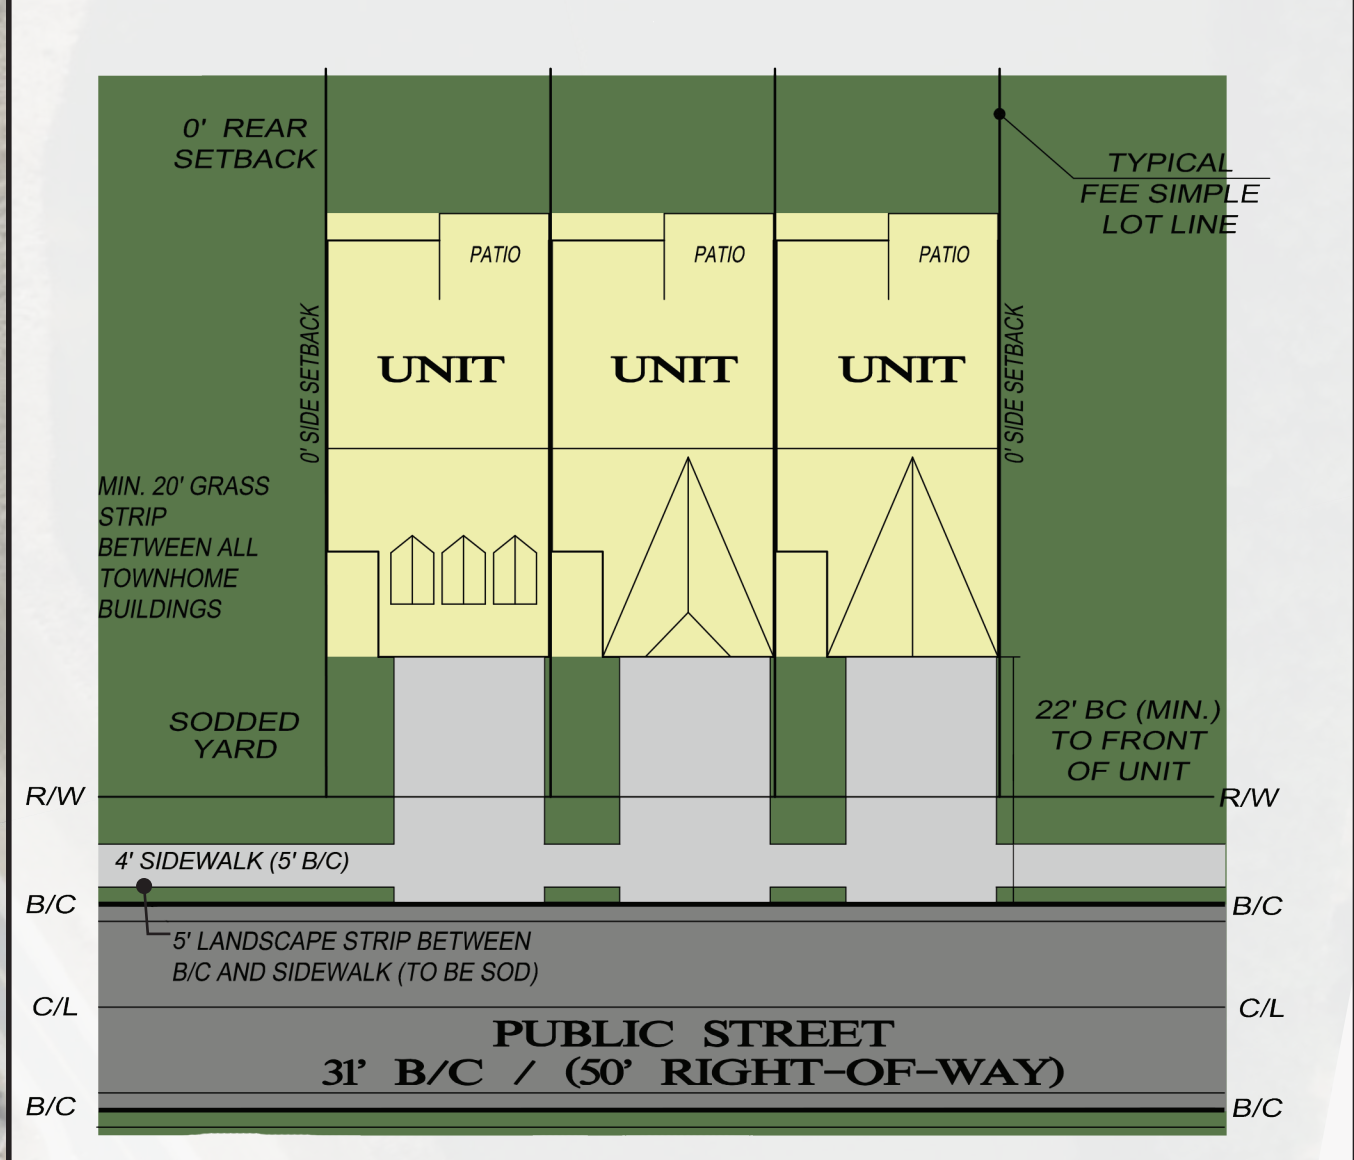 0' REAR
SETBACK
TYPICAL
FEE SIMPLE
LOT LINE
PATIO
PATIO
PATIO
0' SIDE SETBACK
UNIT
UNIT
UNIT
0' SIDE SETBACK
MIN. 20' GRASS
STRIP
BETWEEN ALL
TOWNHOME
BUILDINGS
SODDED
YARD
22' BC (MIN.)
TO FRONT
OF UNIT
R/W
R/W
4' SIDEWALK (5' B/C)
B/C
B/C
5' LANDSCAPE STRIP BETWEEN
B/C AND SIDEWALK (TO BE SOD)
C/L
C/L
PUBLIC STREET
31' B/C / (50' RIGHT-OF-WAY)
B/C
B/C